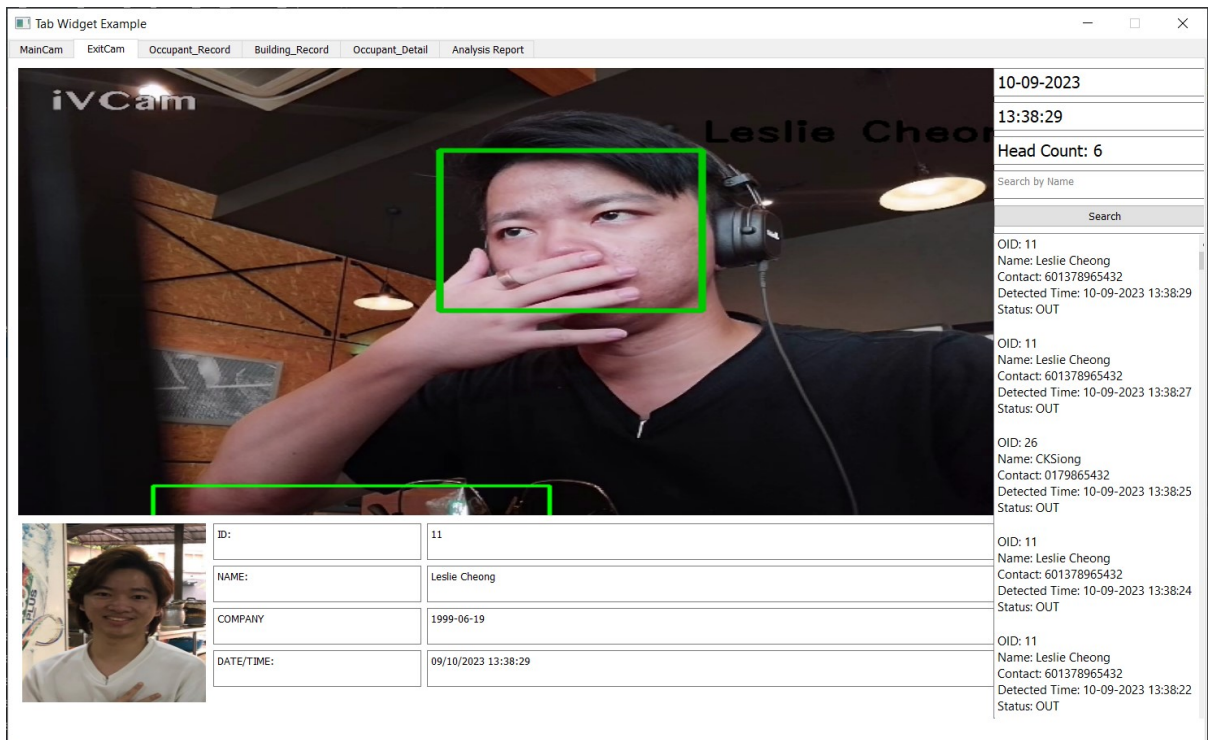 Tab Widget Example
MainCam ExitCam Occupant_Record Building_Record Occupant_Detail Analysis Report
iVCam
Leslie Cheon
10-09-2023
13:38:29
Head Count: 6
Search by Name
Search
OID: 11
Name: Leslie Cheong
Contact: 601378965432
Detected Time: 10-09-2023 13:38:29
Status: OUT
OID: 11
Name: Leslie Cheong
Contact: 601378965432
Detected Time: 10-09-2023 13:38:27
Status: OUT
OID: 26
Name: CKSiong
Contact: 0179865432
Detected Time: 10-09-2023 13:38:25
Status: OUT
OID: 11
Name: Leslie Cheong
Contact: 601378965432
Detected Time: 10-09-2023 13:38:24
Status: OUT
OID: 11
Name: Leslie Cheong
Contact: 601378965432
Detected Time: 10-09-2023 13:38:22
Status: OUT
PLUS
ID: 11
NAME: Leslie Cheong
COMPANY 1999-06-19
DATE/TIME: 09/10/2023 13:38:29